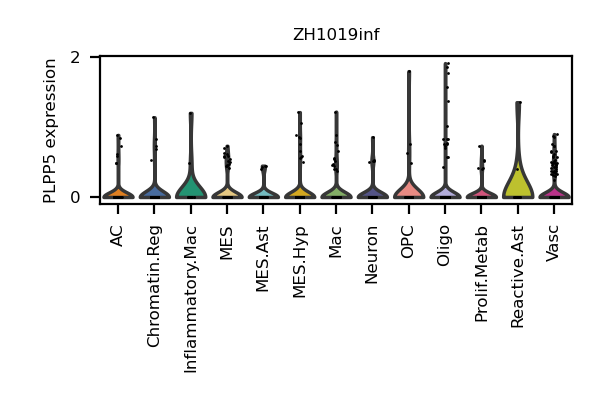 ZH1019inf
PLPP5 expression
2
0
AC
Chromatin.Reg
Inflammatory.Mac
MES
MES.Ast
MES.Hyp
Mac
Neuron
OPC
Oligo
Prolif.Metab
Reactive.Ast
Vasc